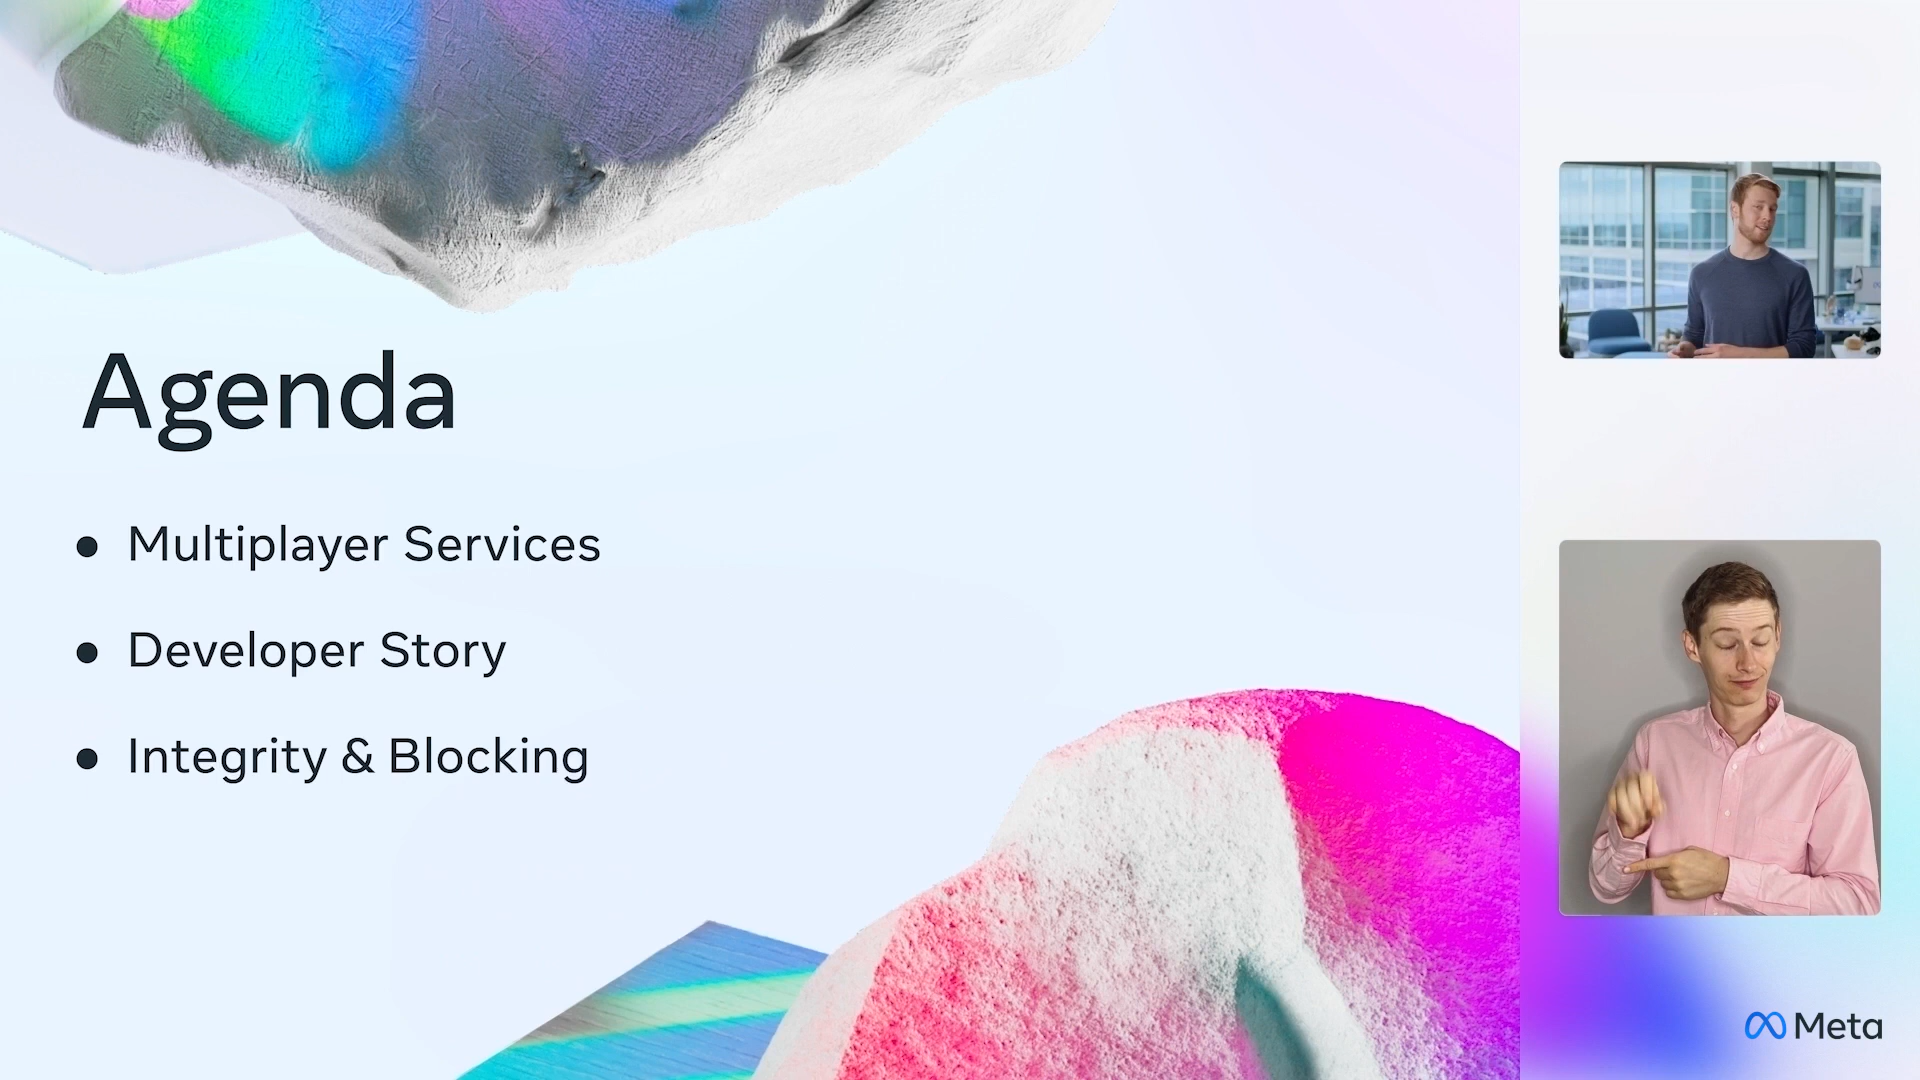 Agenda
• Multiplayer Services
• Developer Story
• Integrity & Blocking
Meta